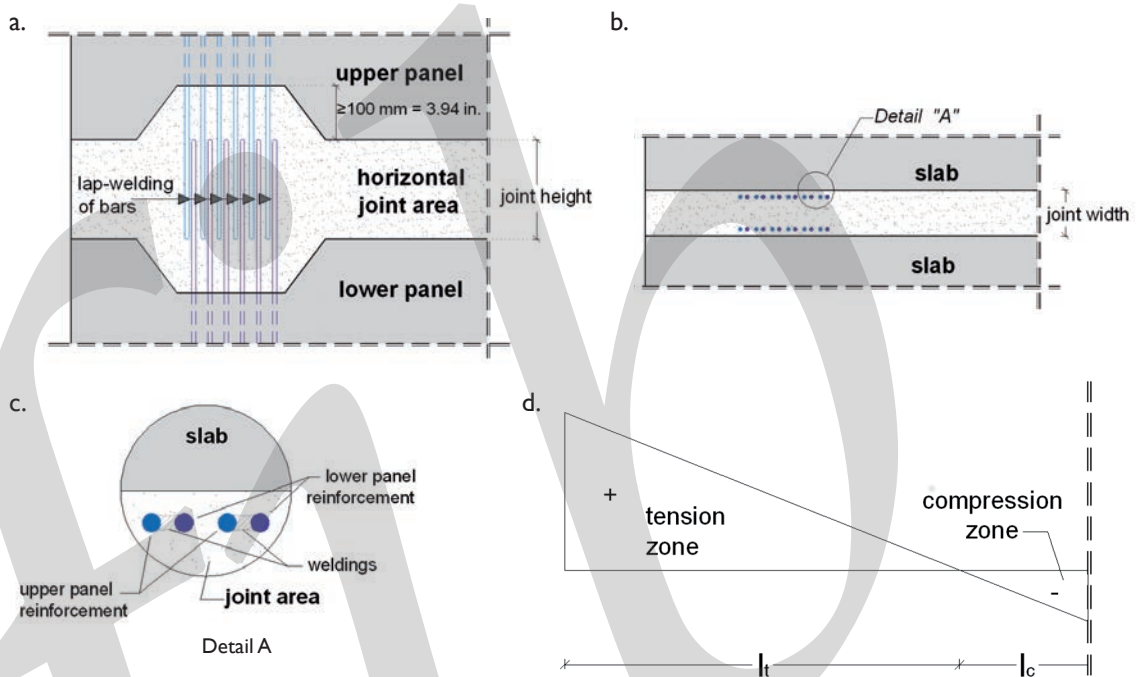 a.
upper panel
≥100 mm = 3.94 in.
lap-welding
of bars
horizontal
joint area
joint height
lower panel
b.
Detail "A"
slab
joint width
slab
c.
slab
lower panel
reinforcement
weldings
upper panel
reinforcement
joint area
Detail A
d.
+
tension
zone
compression
zone
-
lt
lc